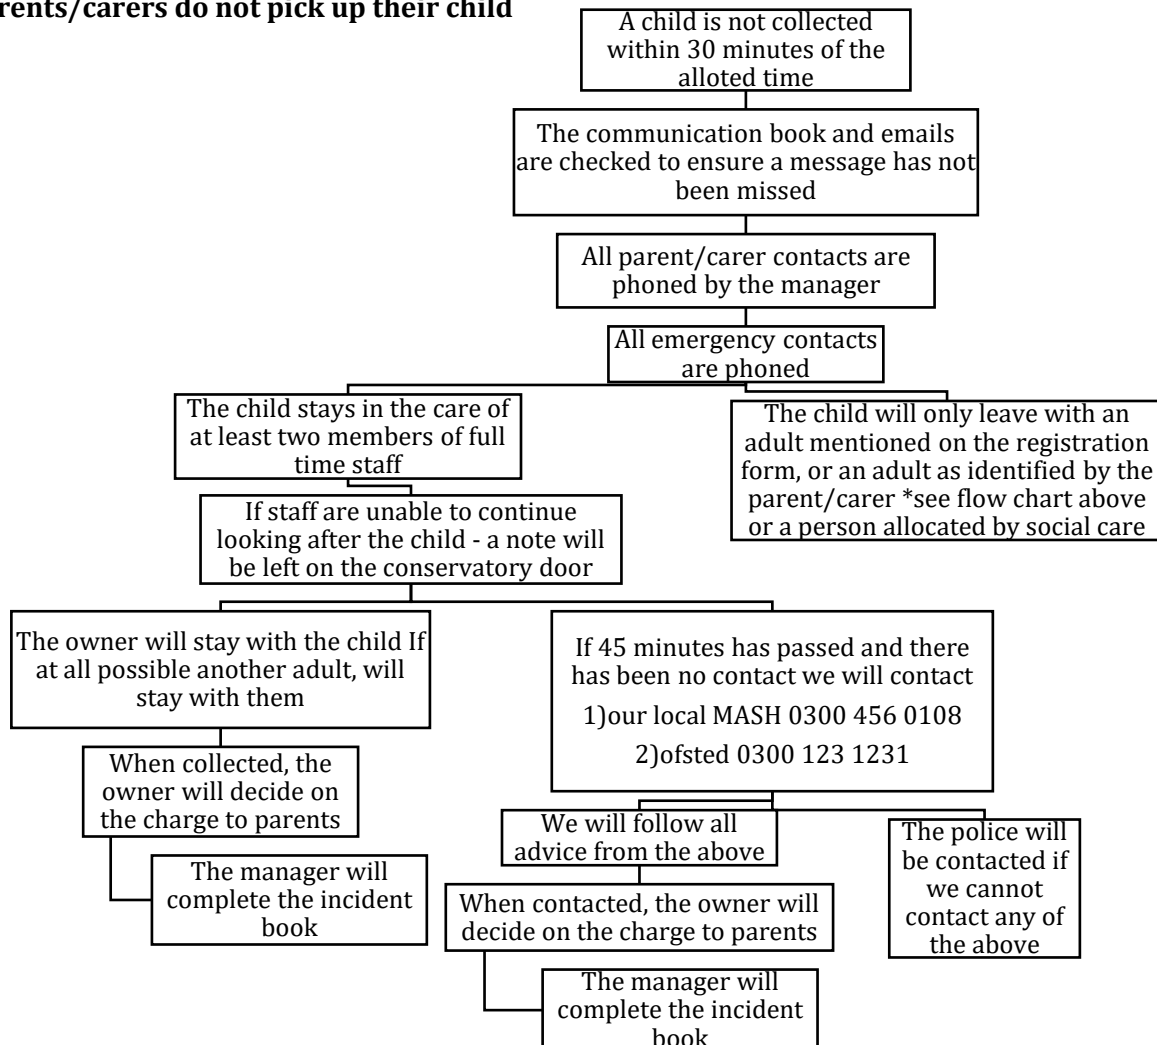 rents/carers do not pick up their child
A child is not collected
within 30 minutes of the
alloted time
The communication book and emails
are checked to ensure a message has not
been missed
All parent/carer contacts are
phoned by the manager
All emergency contacts
are phoned
The child stays in the care of
at least two members of full
time staff
The child will only leave with an
adult mentioned on the registration
form, or an adult as identified by the
parent/carer *see flow chart above
or a person allocated by social care
If staff are unable to continue
looking after the child - a note will
be left on the conservatory door
The owner will stay with the child If
at all possible another adult, will
stay with them
If 45 minutes has passed and there
has been no contact we will contact
1)our local MASH 0300 456 0108
2)ofsted 0300 123 1231
When collected, the
owner will decide on
the charge to parents
The manager will
complete the incident
book
We will follow all
advice from the above
When contacted, the owner will
decide on the charge to parents
The manager will
complete the incident
book
The police will
be contacted if
we cannot
contact any of
the above